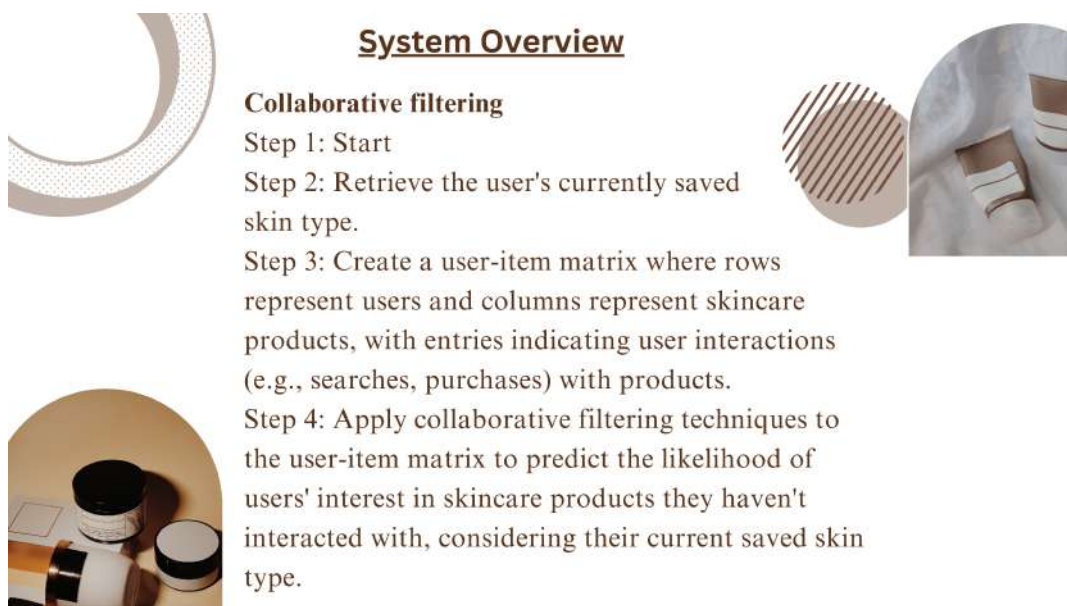 System Overview
Collaborative filtering
Step 1: Start
Step 2: Retrieve the user's currently saved
skin type.
Step 3: Create a user-item matrix where rows
represent users and columns represent skincare
products, with entries indicating user interactions
(e.g., searches, purchases) with products.
Step 4: Apply collaborative filtering techniques to
the user-item matrix to predict the likelihood of
users' interest in skincare products they haven't
interacted with, considering their current saved skin
type.